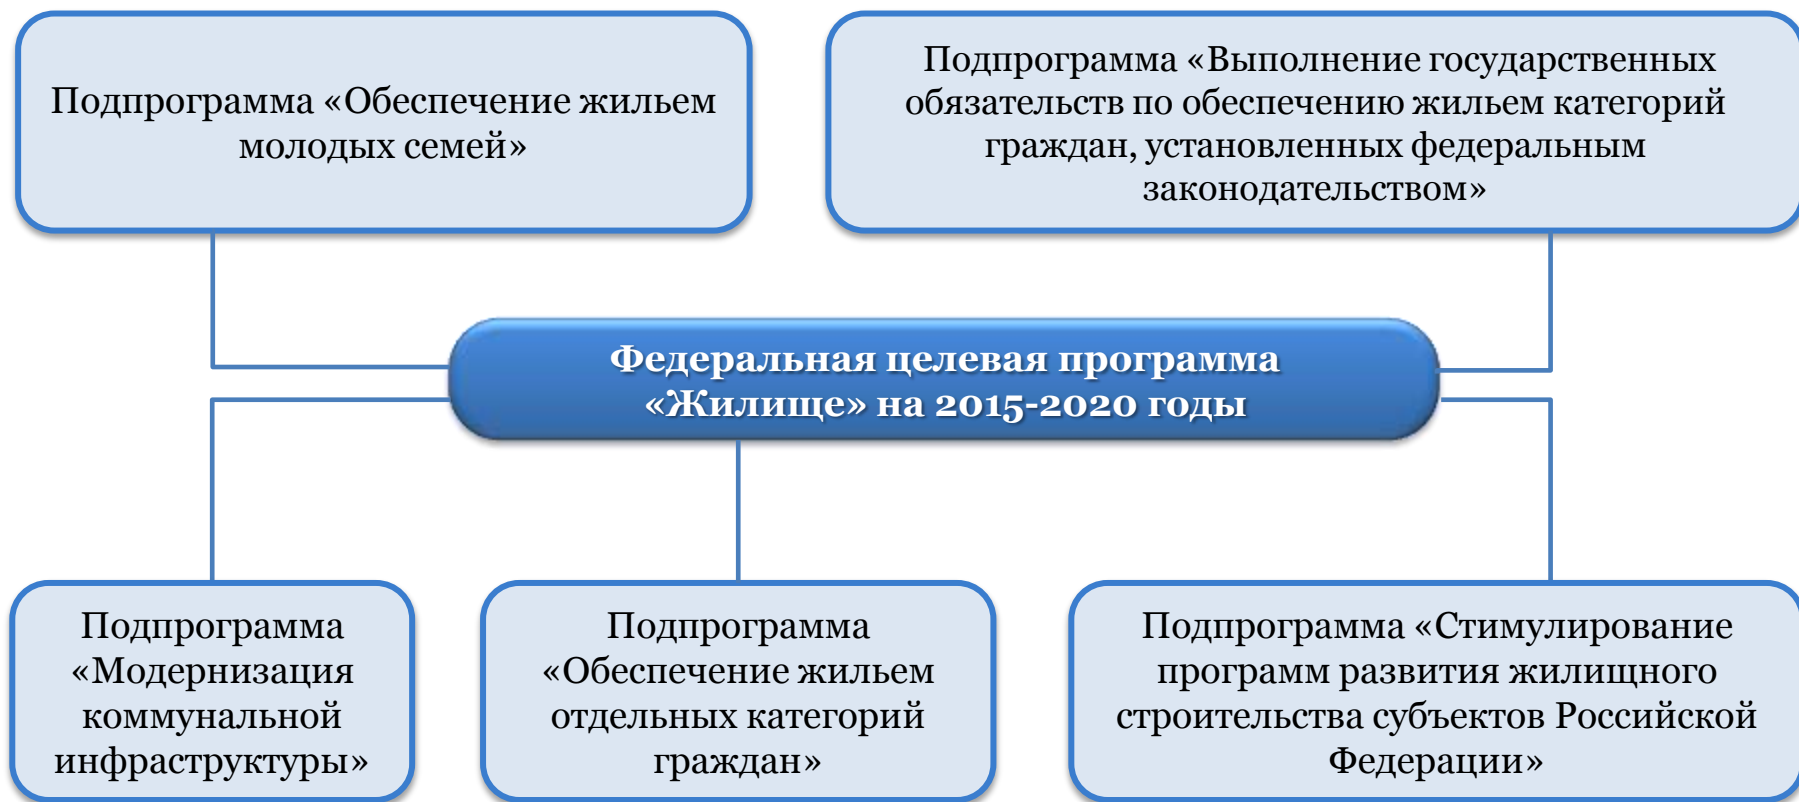 Подпрограмма «Обеспечение жильем
молодых семей»
Подпрограмма «Выполнение государственных
обязательств по обеспечению жильем категорий
граждан, установленных федеральным
законодательством»
Федеральная целевая программа
«Жилище» на 2015-2020 годы
Подпрограмма
«Модернизация
коммунальной
инфраструктуры»
Подпрограмма
«Обеспечение жильем
отдельных категорий
граждан»
Подпрограмма «Стимулирование
программ развития жилищного
строительства субъектов Российской
Федерации»